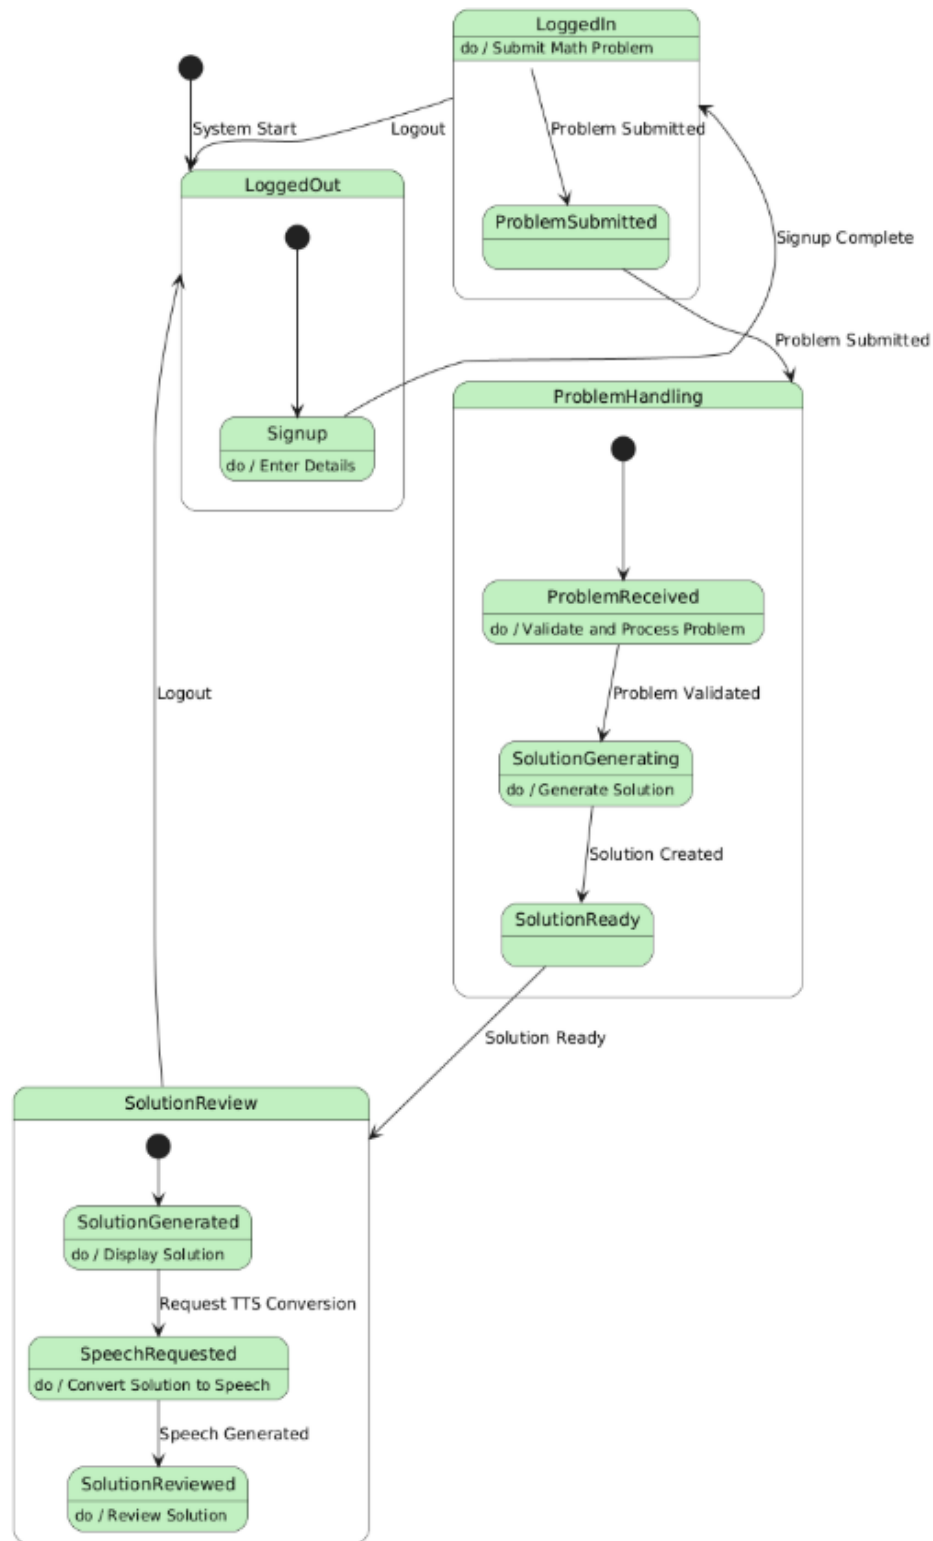 LoggedIn
do / Submit Math Problem
System Start
Logout
Problem Submitted
LoggedOut
ProblemSubmitted
Signup Complete
Problem Submitted
ProblemHandling
Signup
do / Enter Details
ProblemReceived
do / Validate and Process Problem
Logout
Problem Validated
SolutionGenerating
do / Generate Solution
Solution Created
SolutionReady
Solution Ready
SolutionReview
SolutionGenerated
do / Display Solution
Request TTS Conversion
SpeechRequested
do / Convert Solution to Speech
Speech Generated
SolutionReviewed
do / Review Solution